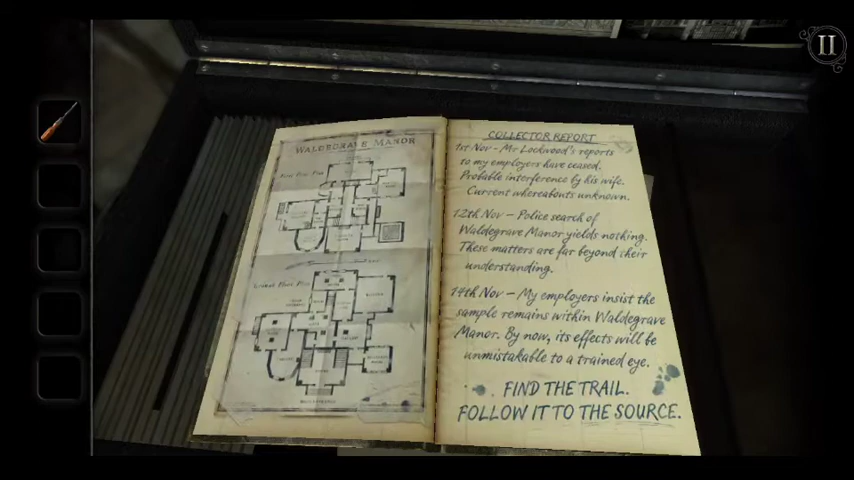 WALDEGRAVE MANOR
COLLECTOR REPORT
1st Nov - Mr Lockwood's reports
to my employers have ceased.
Probable interference by his wife.
Current whereabouts unknown.
12th Nov - Police search of
Waldegrave Manor yields nothing.
These matters are far beyond their
understanding.
14th Nov - My employers insist the
sample remains within Waldegrave
Manor. By now, its effects will be
unmistakable to a trained eye.
FIND THE TRAIL.
FOLLOW IT TO THE SOURCE.
II